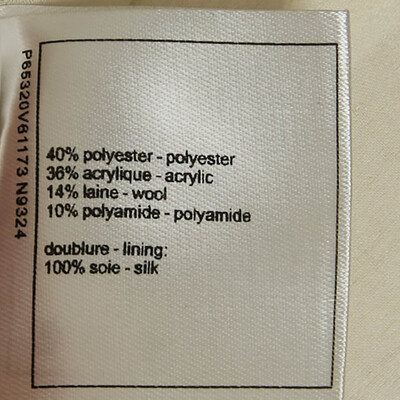 P65320V61173 N9324
40% polyester - polyester
36% acrylique - acrylic
14% laine - wool
10% polyamide - polyamide
doublure - lining:
100% soie - silk